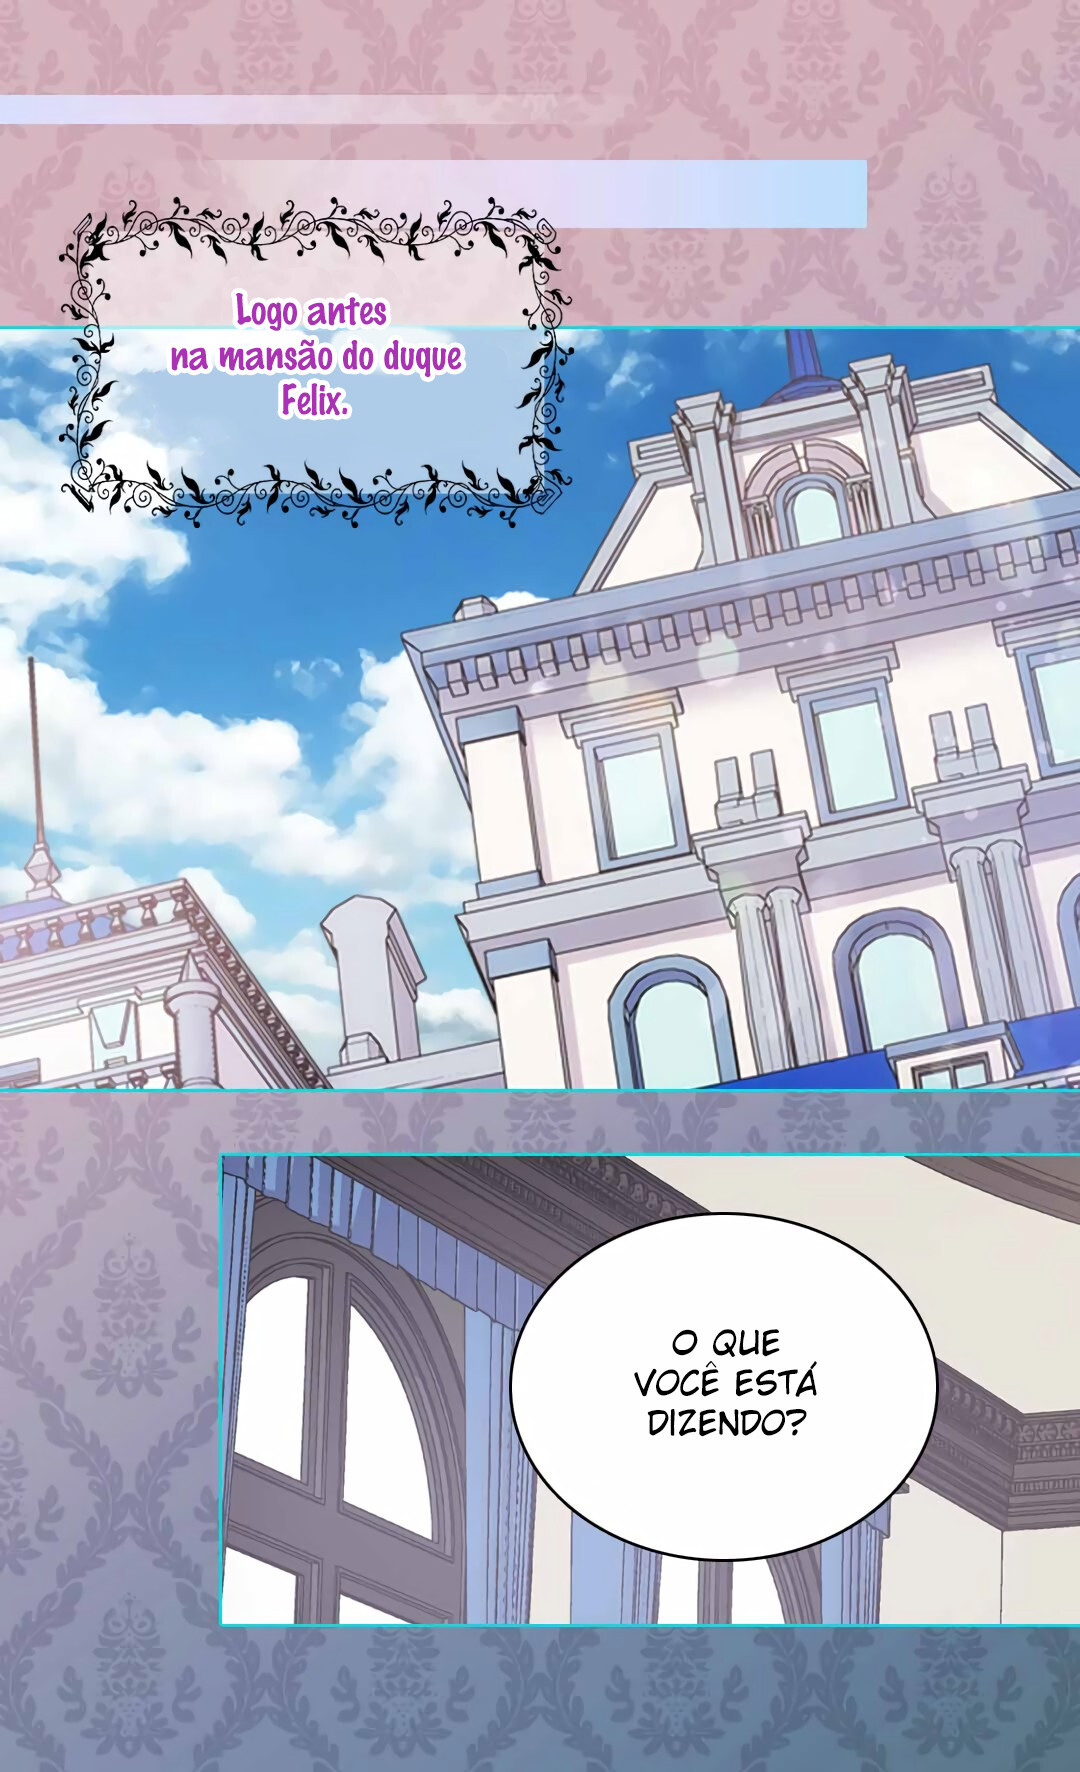 Logo antes
na mansão do duque
Felix.
O QUE
VOCÊ ESTÁ
DIZENDO?